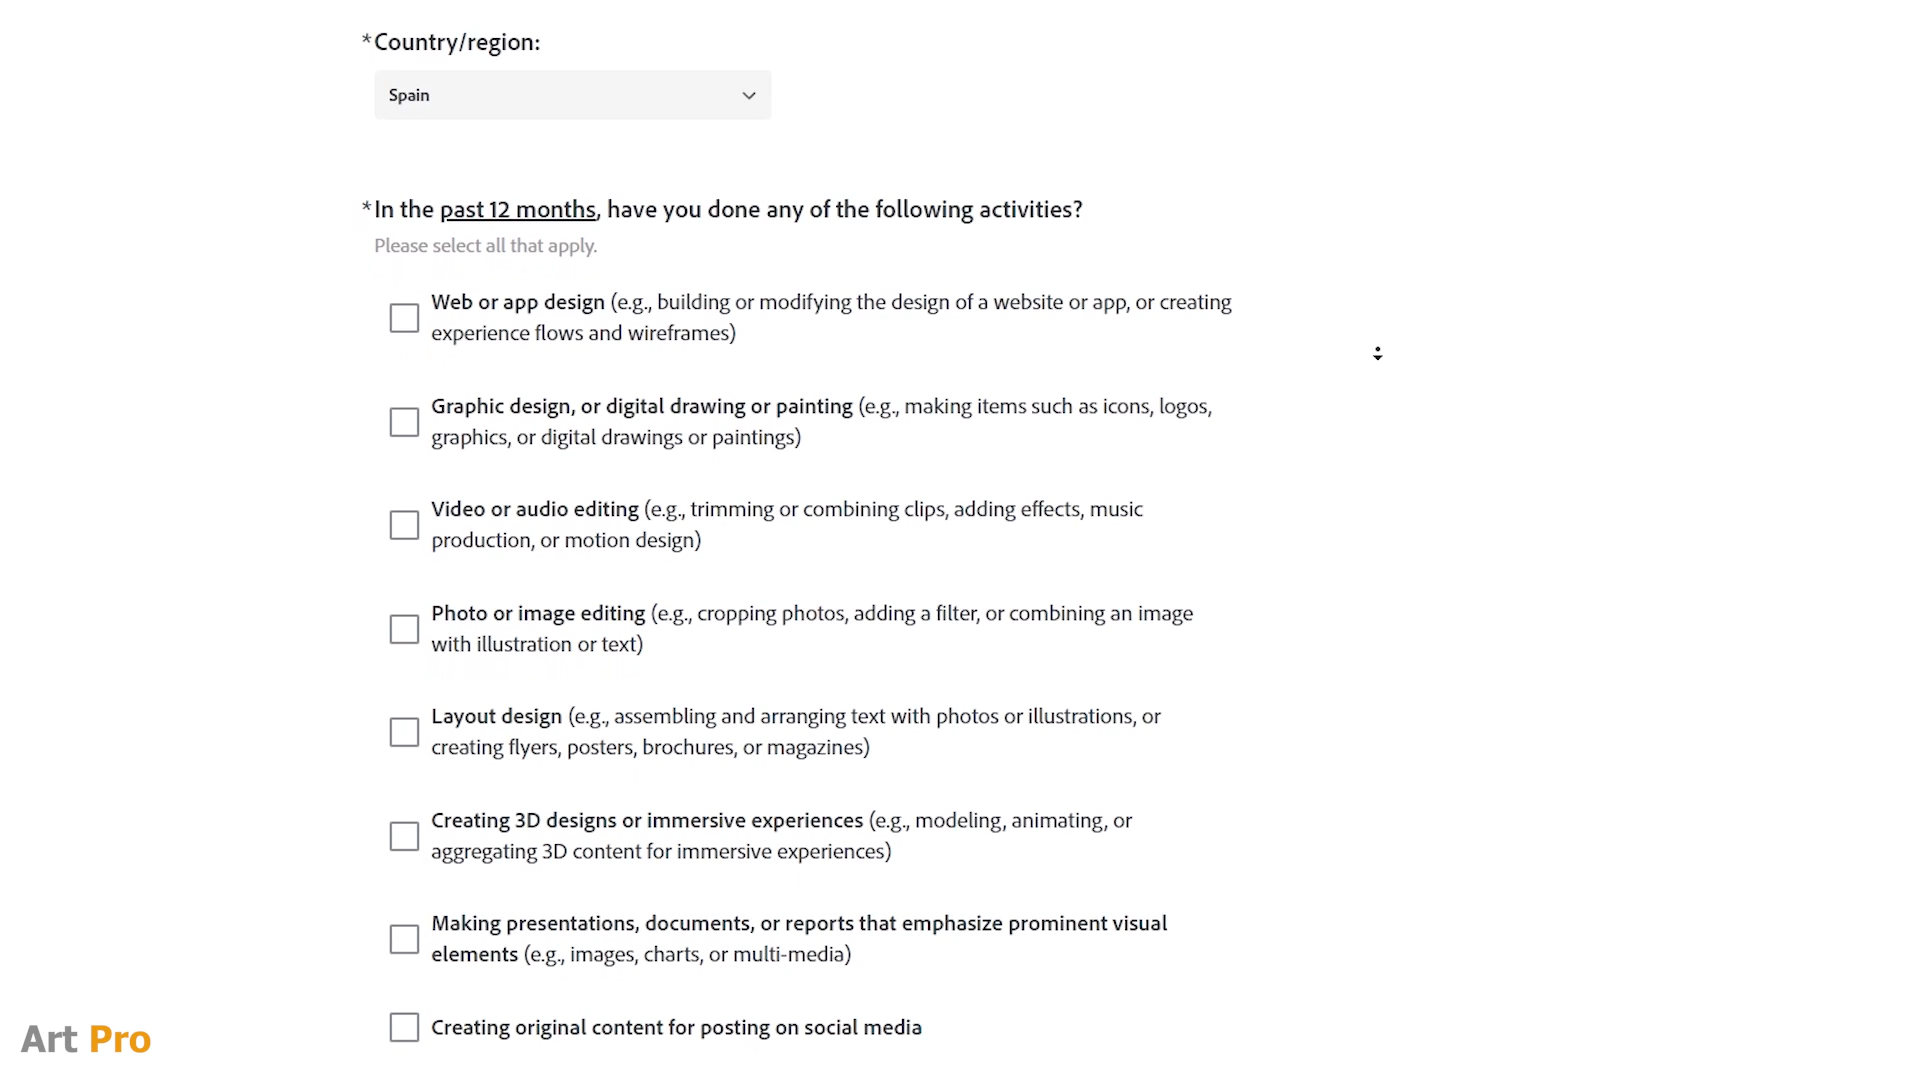 *Country/region:
Spain
*In the past 12 months, have you done any of the following activities?
Please select all that apply.
Web or app design (e.g., building or modifying the design of a website or app, or creating
experience flows and wireframes)
Graphic design, or digital drawing or painting (e.g., making items such as icons, logos,
graphics, or digital drawings or paintings)
Video or audio editing (e.g., trimming or combining clips, adding effects, music
production, or motion design)
Photo or image editing (e.g., cropping photos, adding a filter, or combining an image
with illustration or text)
Layout design (e.g., assembling and arranging text with photos or illustrations, or
creating flyers, posters, brochures, or magazines)
Creating 3D designs or immersive experiences (e.g., modeling, animating, or
aggregating 3D content for immersive experiences)
Making presentations, documents, or reports that emphasize prominent visual
elements (e.g., images, charts, or multi-media)
Creating original content for posting on social media
Art Pro